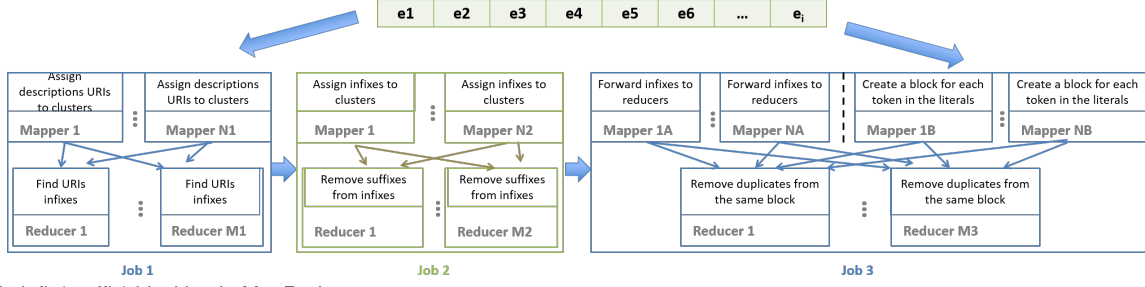 e1 e2 e3 e4 e5 e6 ... ei
Assign
descriptions URIs
to clusters
Mapper 1
Assign descriptions
URIs to clusters
Mapper N1
Find URIs
infixes
Reducer 1
Find URIs
infixes
Reducer M1
Job 1
Assign infixes to
clusters
Mapper 1
Assign infixes to
clusters
Mapper N2
Remove suffixes
from infixes
Reducer 1
Remove suffixes
from infixes
Reducer M2
Job 2
Forward infixes to
reducers
Mapper 1A
Forward infixes to
reducers
Mapper NA
Create a block for each
token in the literals
Mapper 1B
Create a block for each
token in the literals
Mapper NB
Remove duplicates from
the same block
Reducer 1
Remove duplicates from
the same block
Reducer M3
Job 3